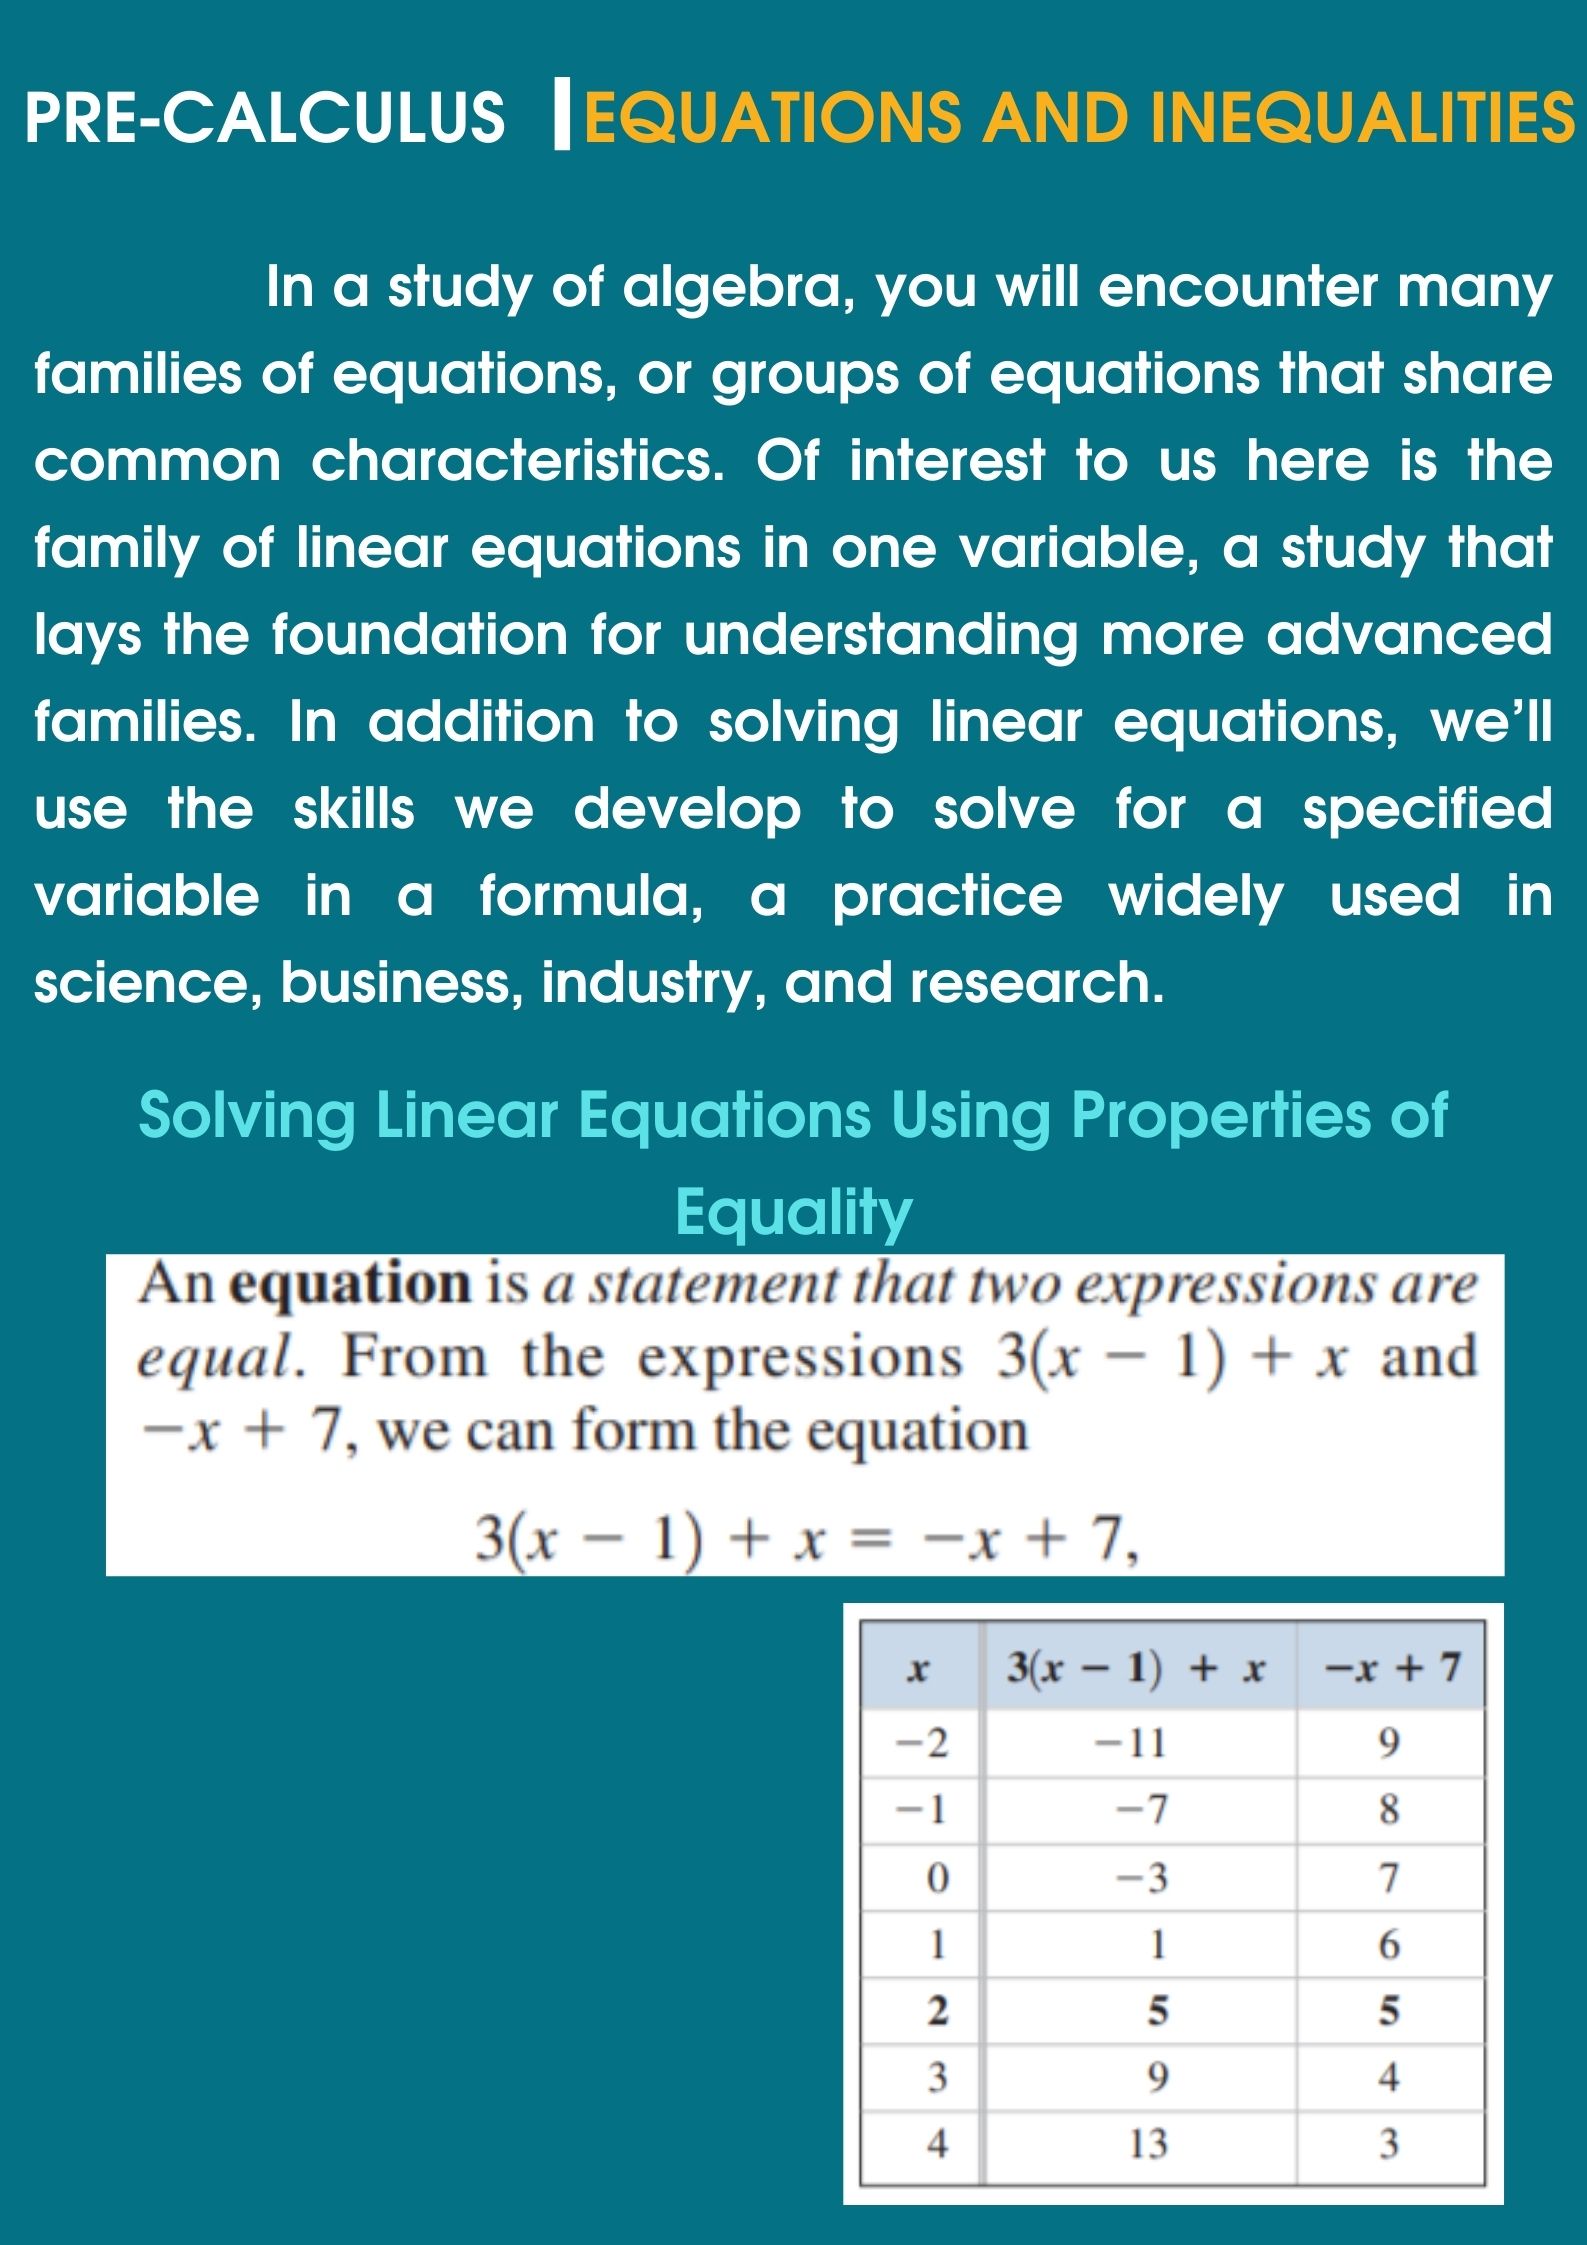 PRE-CALCULUS | EQUATIONS AND INEQUALITIES
In a study of algebra, you will encounter many
families of equations, or groups of equations that share
common characteristics. Of interest to us here is the
family of linear equations in one variable, a study that
lays the foundation for understanding more advanced
families. In addition to solving linear equations, we’ll
use the skills we develop to solve for a specified
variable in a formula, a practice widely used in
science, business, industry, and research.
Solving Linear Equations Using Properties of
Equality
An equation is a statement that two expressions are
equal. From the expressions 3(x − 1) + x and
−x + 7, we can form the equation
3(x − 1) + x = −x + 7,
x 3(x − 1) + x −x + 7
−2 −11 9
−1 −7 8
0 −3 7
1 1 6
2 5 5
3 9 4
4 13 3